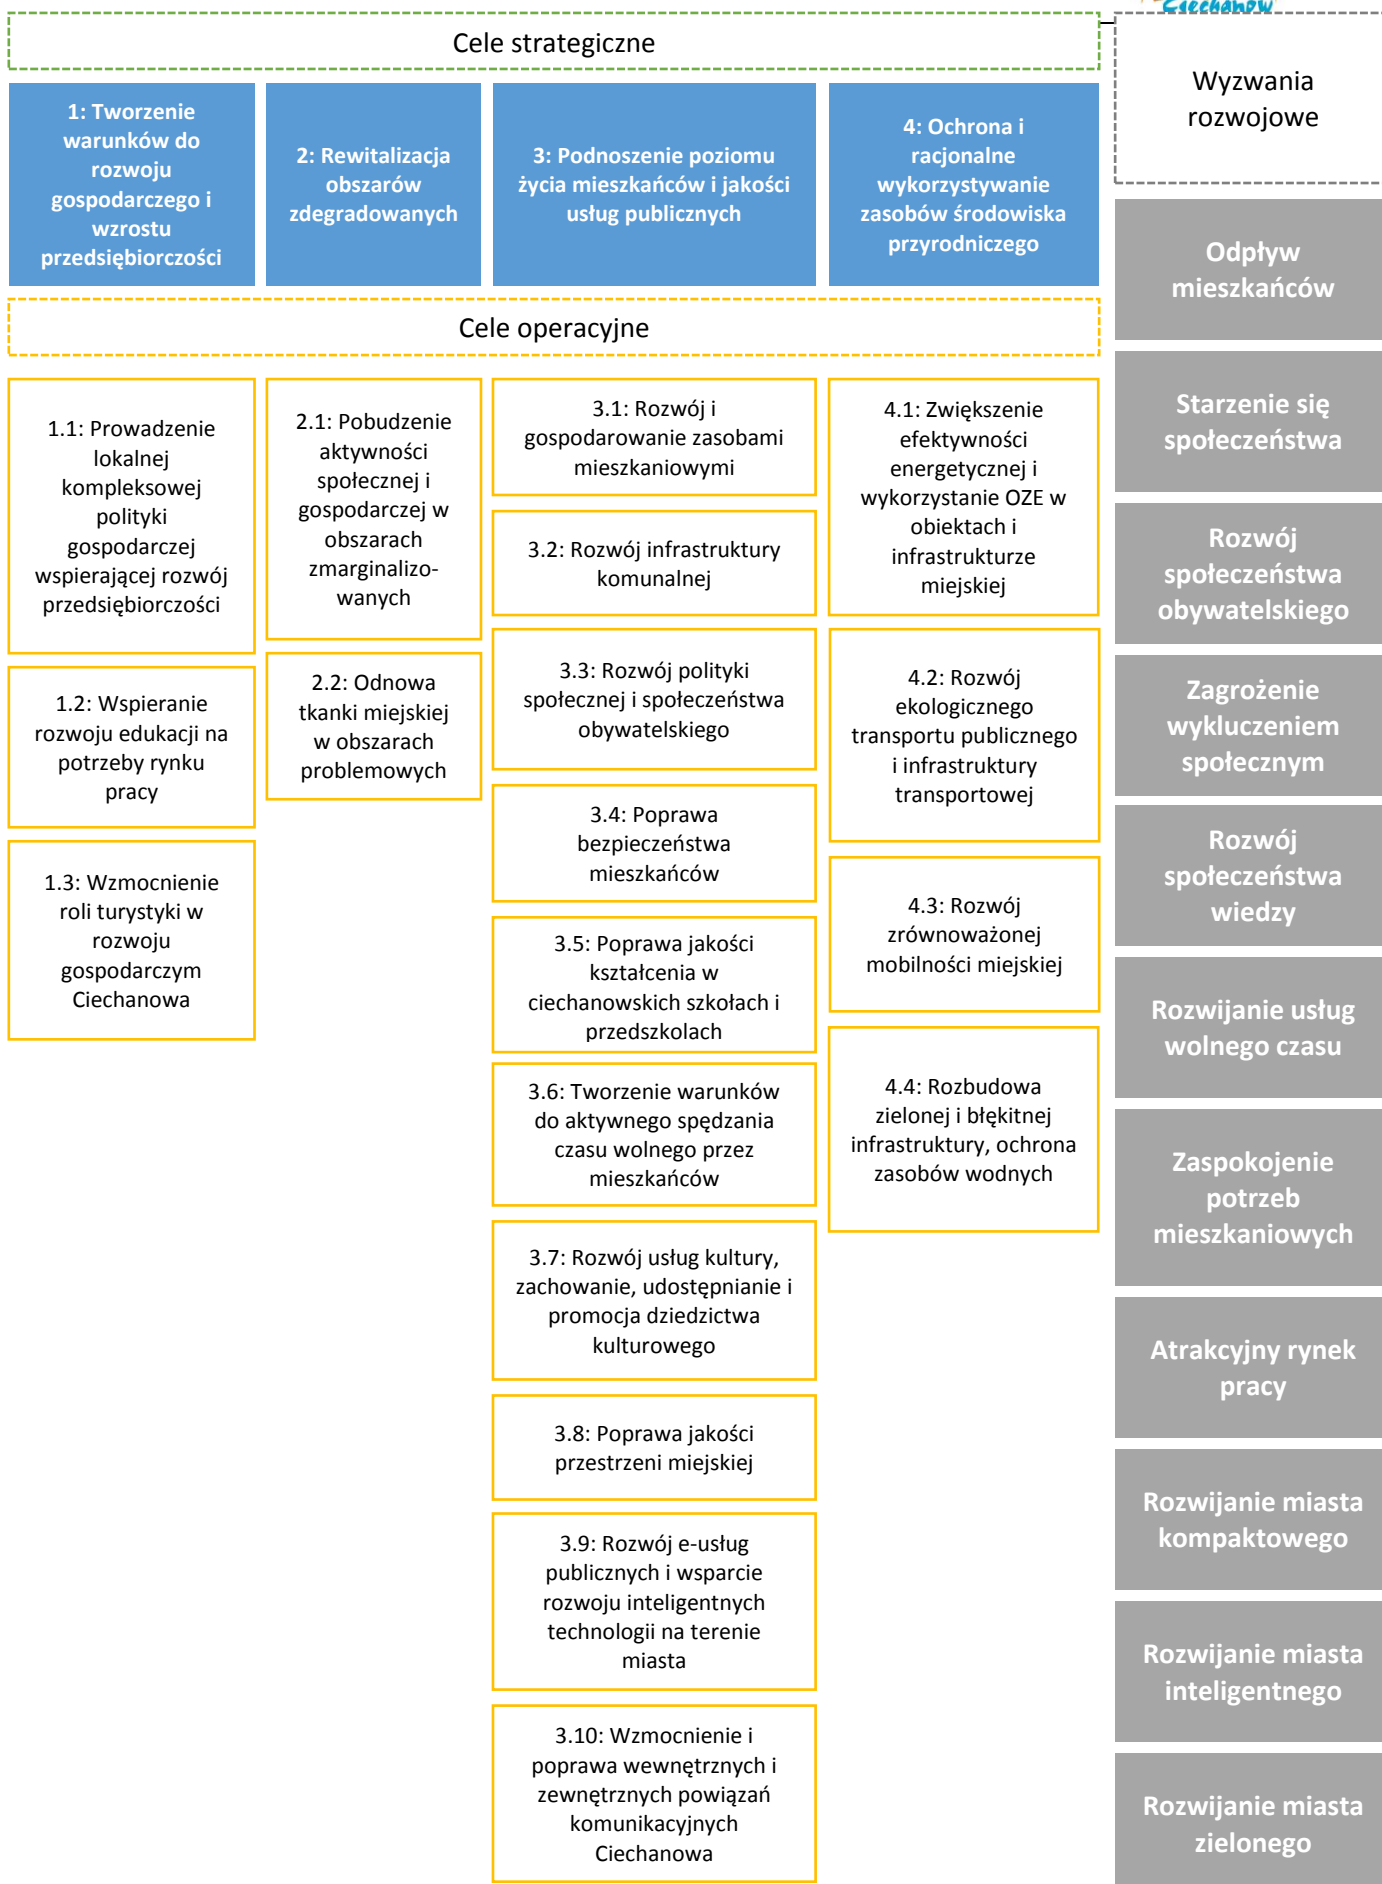 Ciechanów
Cele strategiczne
1: Tworzenie
warunków do
rozwoju
gospodarczego i
wzrostu
przedsiębiorczości
2: Rewitalizacja
obszarów
zdegradowanych
3: Podnoszenie poziomu
życia mieszkańców i jakości
usług publicznych
4: Ochrona i
racjonalne
wykorzystywanie
zasobów środowiska
przyrodniczego
Cele operacyjne
1.1: Prowadzenie
lokalnej
kompleksowej
polityki
gospodarczej
wspierającej rozwój
przedsiębiorczości
1.2: Wspieranie
rozwoju edukacji na
potrzeby rynku
pracy
1.3: Wzmocnienie
roli turystyki w
rozwoju
gospodarczym
Ciechanowa
2.1: Pobudzenie
aktywności
społecznej i
gospodarczej w
obszarach
zmarginalizo-
wanych
2.2: Odnowa
tkanki miejskiej
w obszarach
problemowych
3.1: Rozwój i
gospodarowanie zasobami
mieszkaniowymi
3.2: Rozwój infrastruktury
komunalnej
3.3: Rozwój polityki
społecznej i społeczeństwa
obywatelskiego
3.4: Poprawa
bezpieczeństwa
mieszkańców
3.5: Poprawa jakości
kształcenia w
ciechanowskich szkołach i
przedszkolach
3.6: Tworzenie warunków
do aktywnego spędzania
czasu wolnego przez
mieszkańców
3.7: Rozwój usług kultury,
zachowanie, udostępnianie i
promocja dziedzictwa
kulturowego
3.8: Poprawa jakości
przestrzeni miejskiej
3.9: Rozwój e-usług
publicznych i wsparcie
rozwoju inteligentnych
technologii na terenie
miasta
3.10: Wzmocnienie i
poprawa wewnętrznych i
zewnętrznych powiązań
komunikacyjnych
Ciechanowa
4.1: Zwiększenie
efektywności
energetycznej i
wykorzystanie OZE w
obiektach i
infrastrukturze
miejskiej
4.2: Rozwój
ekologicznego
transportu publicznego
i infrastruktury
transportowej
4.3: Rozwój
zrównoważonej
mobilności miejskiej
4.4: Rozbudowa
zielonej i błękitnej
infrastruktury, ochrona
zasobów wodnych
Wyzwania
rozwojowe
Odpływ
mieszkańców
Starzenie się
społeczeństwa
Rozwój
społeczeństwa
obywatelskiego
Zagrożenie
wykluczeniem
społecznym
Rozwój
społeczeństwa
wiedzy
Rozwijanie usług
wolnego czasu
Zaspokojenie
potrzeb
mieszkaniowych
Atrakcyjny rynek
pracy
Rozwijanie miasta
kompaktowego
Rozwijanie miasta
inteligentnego
Rozwijanie miasta
zielonego